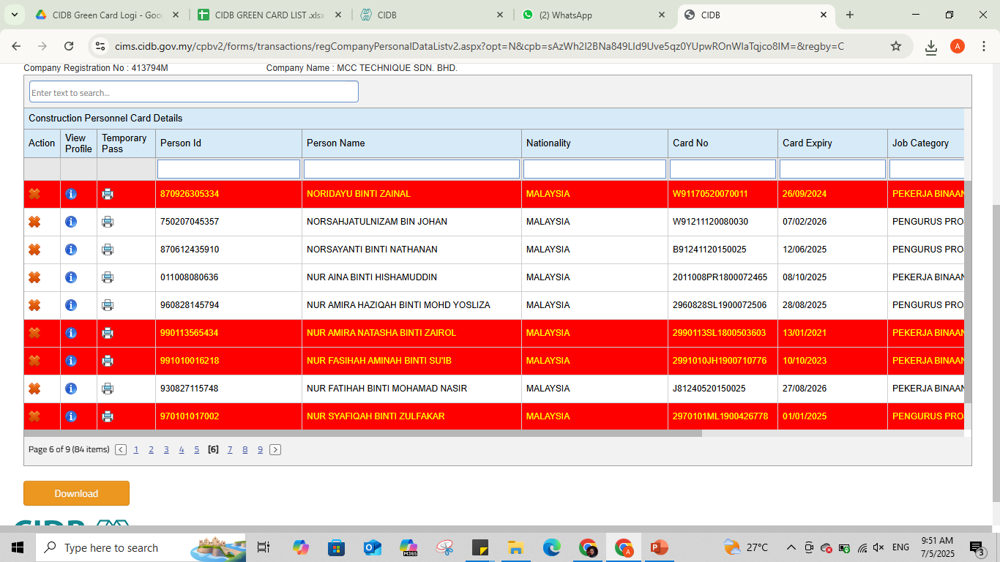 CIDB Green Card Logi - Goo
CIDB GREEN CARD LIST .xlsx
CIDB
(2) WhatsApp
CIDB
cims.cidb.gov.my/cpbv2/forms/transactions/regCompanyPersonalDataListv2.aspx?opt=N&cpb=sAzWh2I2BNa849LId9Uve5qz0YUpwROnWIaTqjco8IM=&regby=C
A
Company Registration No : 413794M Company Name : MCC TECHNIQUE SDN. BHD.
Enter text to search...
Construction Personnel Card Details
Action View Profile Temporary Pass Person Id Person Name Nationality Card No Card Expiry Job Category
870926305334 NORIDAYU BINTI ZAINAL MALAYSIA W91170520070011 26/09/2024 PEKERJA BINAAN
750207045357 NORSAHJATULNIZAM BIN JOHAN MALAYSIA W91211120080030 07/02/2026 PENGURUS PRO
870612435910 NORSAYANTI BINTI NATHANAN MALAYSIA B91241120150025 12/06/2025 PENGURUS PRO
011008080636 NUR AINA BINTI HISHAMUDDIN MALAYSIA 2011008PR1800072465 08/10/2025 PEKERJA BINAAN
960828145794 NUR AMIRA HAZIQAH BINTI MOHD YOSLIZA MALAYSIA 2960828SL1900072506 28/08/2025 PENGURUS PRO
990113565434 NUR AMIRA NATASHA BINTI ZAIROL MALAYSIA 2990113SL1800503603 13/01/2021 PEKERJA BINAAN
991010016218 NUR FASIHAH AMINAH BINTI SU'IB MALAYSIA 2991010JH1900710776 10/10/2023 PEKERJA BINAAN
930827115748 NUR FATIHAH BINTI MOHAMAD NASIR MALAYSIA J81240520150025 27/08/2026 PEKERJA BINAAN
970101017002 NUR SYAFIQAH BINTI ZULFAKAR MALAYSIA 2970101ML1900426778 01/01/2025 PENGURUS PRO
Page 6 of 9 (84 items) 1 2 3 4 5 [6] 7 8 9
Download
CIDB
Type here to search
M365
A
27°C
ENG
9:51 AM
7/5/2025
3